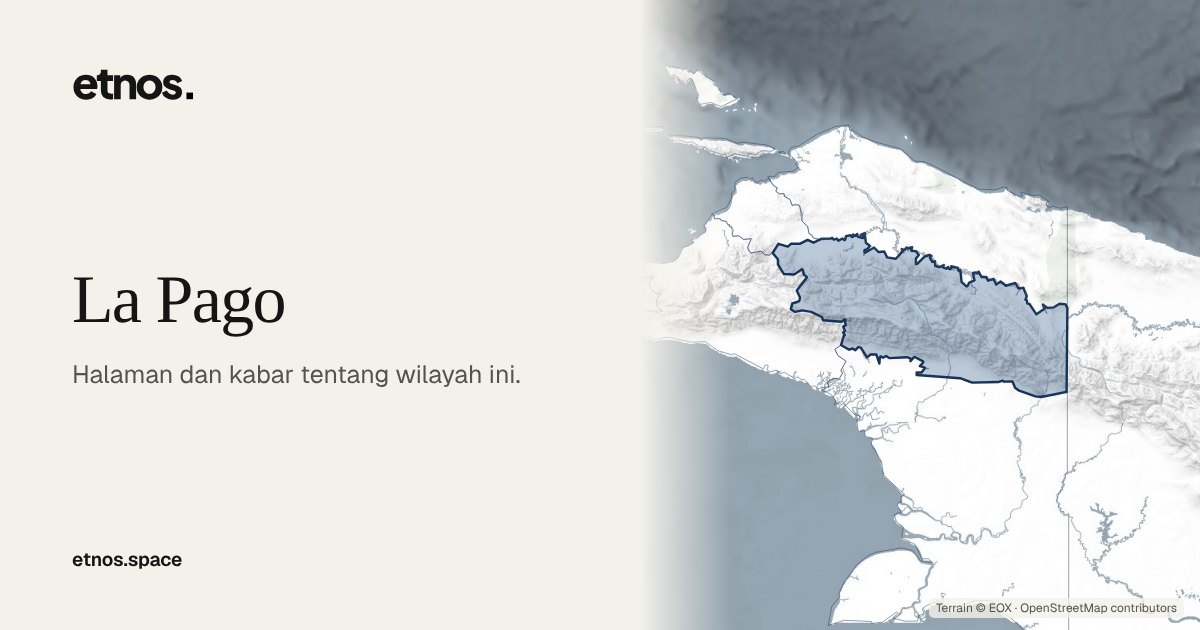 etnos.
La Pago
Halaman dan kabar tentang wilayah ini.
etnos.space
Terrain © EOX · OpenStreetMap contributors